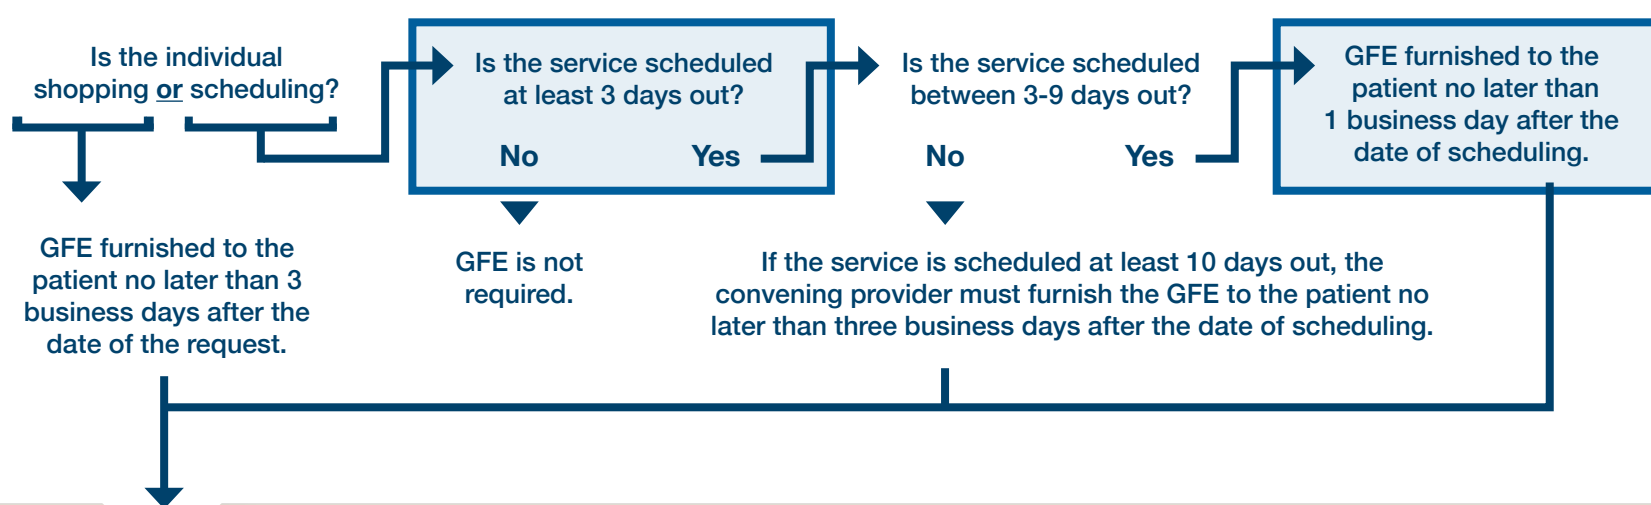 Is the individual
shopping or scheduling?
Is the service scheduled
at least 3 days out?
No Yes
Is the service scheduled
between 3-9 days out?
No Yes
GFE furnished to the
patient no later than
1 business day after the
date of scheduling.
GFE furnished to the
patient no later than 3
business days after the
date of the request.
GFE is not
required.
If the service is scheduled at least 10 days out, the
convening provider must furnish the GFE to the patient no
later than three business days after the date of scheduling.